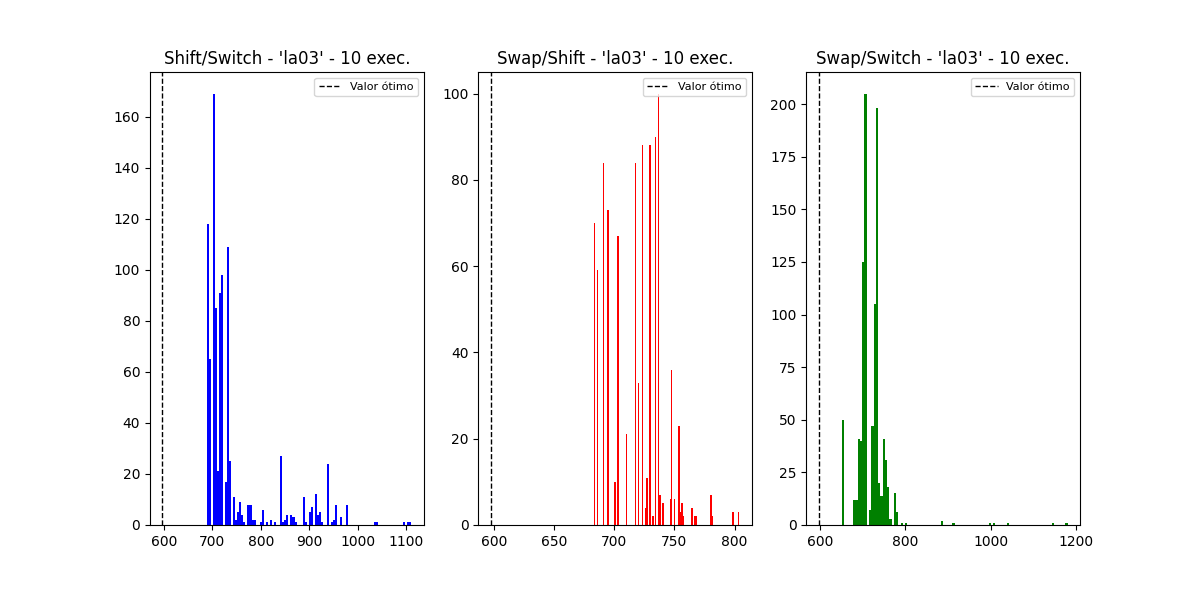 Shift/Switch - 'la03' - 10 exec.
Valor ótimo
160
140
120
100
80
60
40
20
0
600 700 800 900 1000 1100
Swap/Shift - 'la03' - 10 exec.
Valor ótimo
100
80
60
40
20
0
600 650 700 750 800
Swap/Switch - 'la03' - 10 exec.
Valor ótimo
200
175
150
125
100
75
50
25
0
600 800 1000 1200